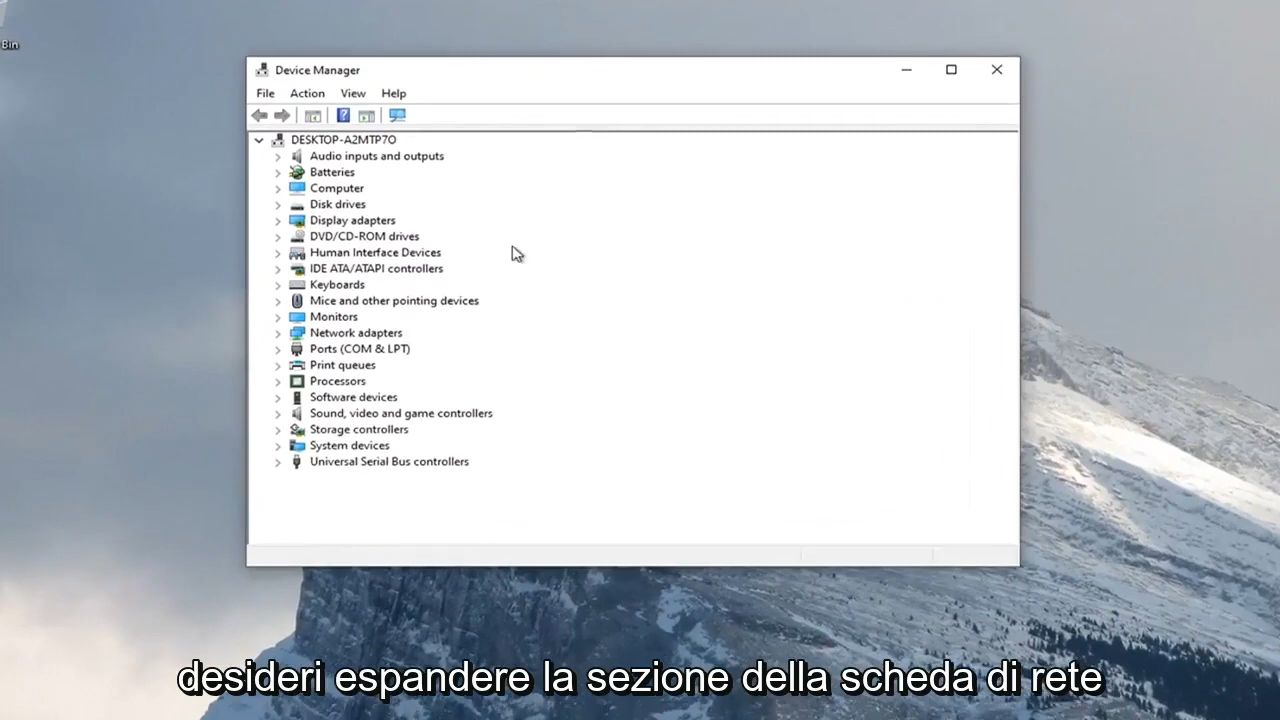 Bin
Device Manager
File Action View Help
DESKTOP-A2MTP7O
Audio inputs and outputs
Batteries
Computer
Disk drives
Display adapters
DVD/CD-ROM drives
Human Interface Devices
IDE ATA/ATAPI controllers
Keyboards
Mice and other pointing devices
Monitors
Network adapters
Ports (COM & LPT)
Print queues
Processors
Software devices
Sound, video and game controllers
Storage controllers
System devices
Universal Serial Bus controllers
desideri espandere la sezione della scheda di rete